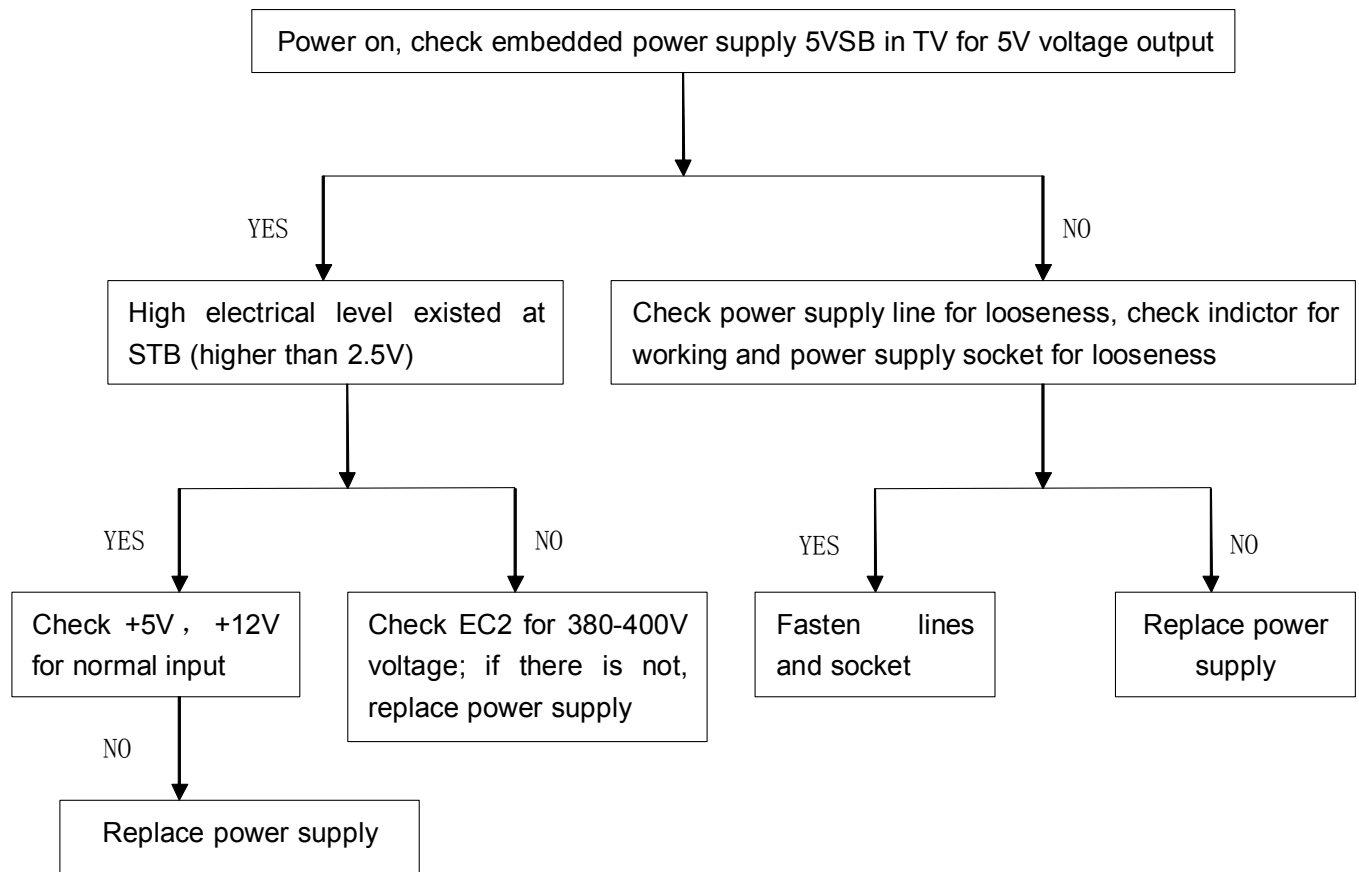 Power on, check embedded power supply 5VSB in TV for 5V voltage output
YES
NO
High electrical level existed at
STB (higher than 2.5V)
Check power supply line for looseness, check indictor for
working and power supply socket for looseness
YES
NO
YES
NO
Check +5V， +12V
for normal input
Check EC2 for 380-400V
voltage; if there is not,
replace power supply
Fasten lines
and socket
Replace power
supply
NO
Replace power supply